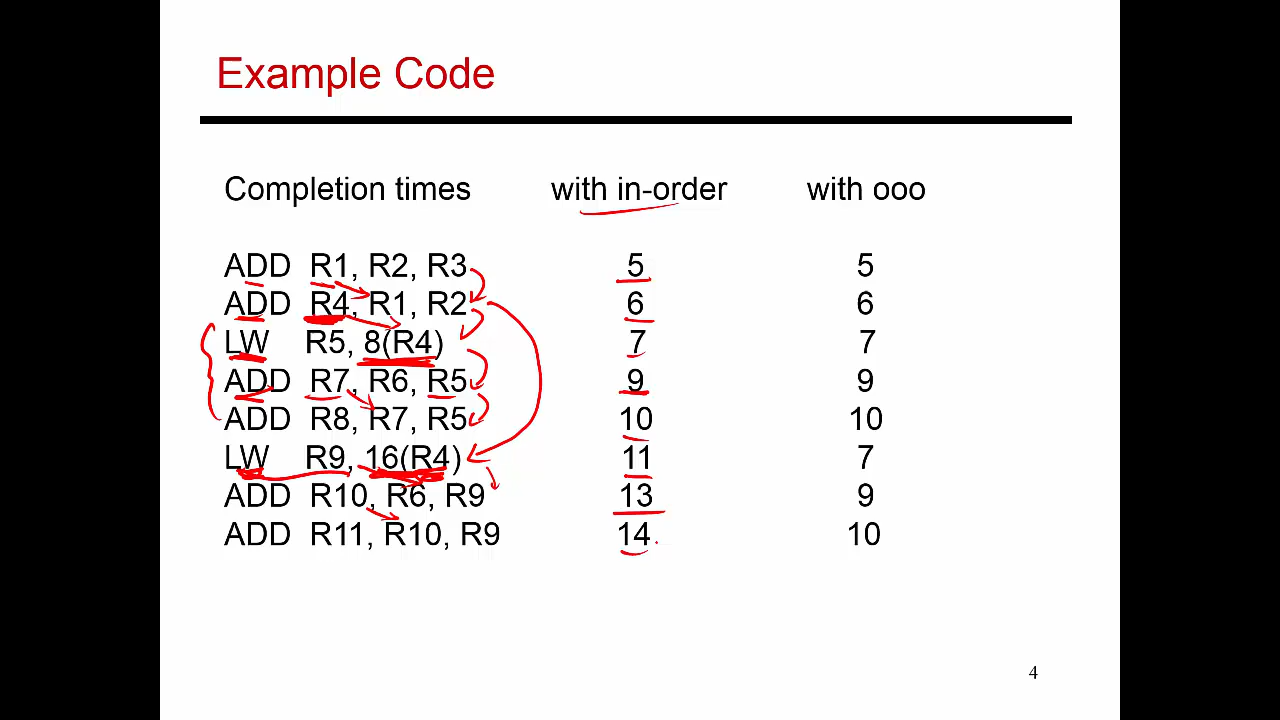 Example Code
Completion times with in-order with ooo
ADD R1, R2, R3 5 5
ADD R4, R1, R2 6 6
LW R5, 8(R4) 7 7
ADD R7, R6, R5 9 9
ADD R8, R7, R5 10 10
LW R9, 16(R4) 11 7
ADD R10, R6, R9 13 9
ADD R11, R10, R9 14 10
4